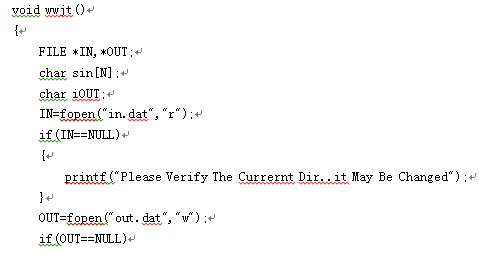 void wwjt()
{
FILE *IN,*OUT;
char sin[N];
char iOUT;
IN=fopen("in.dat","r");
if(IN==NULL)
{
printf("Please Verify The Currernt Dir..it May Be Changed");
}
OUT=fopen("out.dat","w");
if(OUT==NULL)